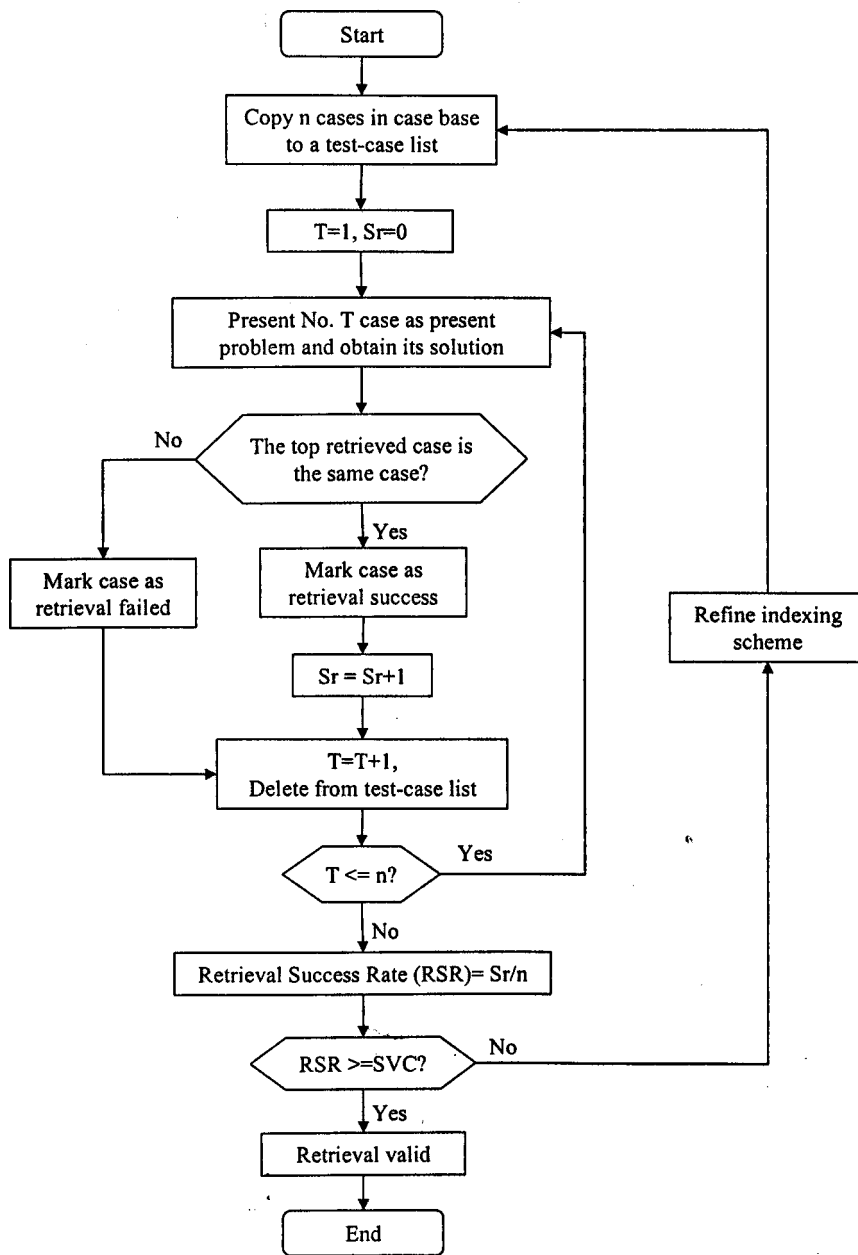 Start
Copy n cases in case base
to a test-case list
T=1, Sr=0
Present No. T case as present
problem and obtain its solution
No
The top retrieved case is
the same case?
Yes
Mark case as
retrieval failed
Mark case as
retrieval success
Refine indexing
scheme
Sr = Sr+1
T=T+1,
Delete from test-case list
T <= n?
Yes
No
Retrieval Success Rate (RSR)= Sr/n
RSR >=SVC?
No
Yes
Retrieval valid
End